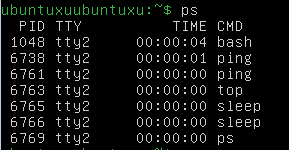 ubuntuxuubuntuxu:~$ ps
  PID TTY          TIME CMD
 1048 tty2     00:00:04 bash
 6738 tty2     00:00:01 ping
 6761 tty2     00:00:00 ping
 6763 tty2     00:00:00 top
 6765 tty2     00:00:00 sleep
 6766 tty2     00:00:00 sleep
 6769 tty2     00:00:00 ps